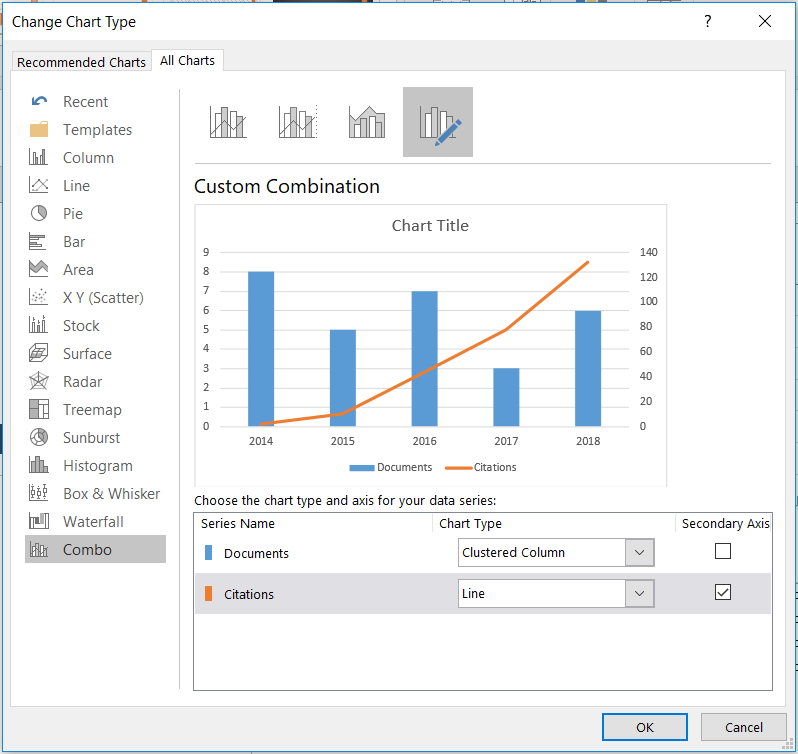 Change Chart Type
?
Recommended Charts
All Charts
Recent
Templates
Column
Line
Pie
Bar
Area
X Y (Scatter)
Stock
Surface
Radar
Treemap
Sunburst
Histogram
Box & Whisker
Waterfall
Combo
Custom Combination
Chart Title
9 140
8 120
7 100
6 80
5 60
4 40
3 20
2 0
1
0
2014 2015 2016 2017 2018
Documents Citations
Choose the chart type and axis for your data series:
Series Name Chart Type Secondary Axis
Documents Clustered Column
Citations Line
OK Cancel